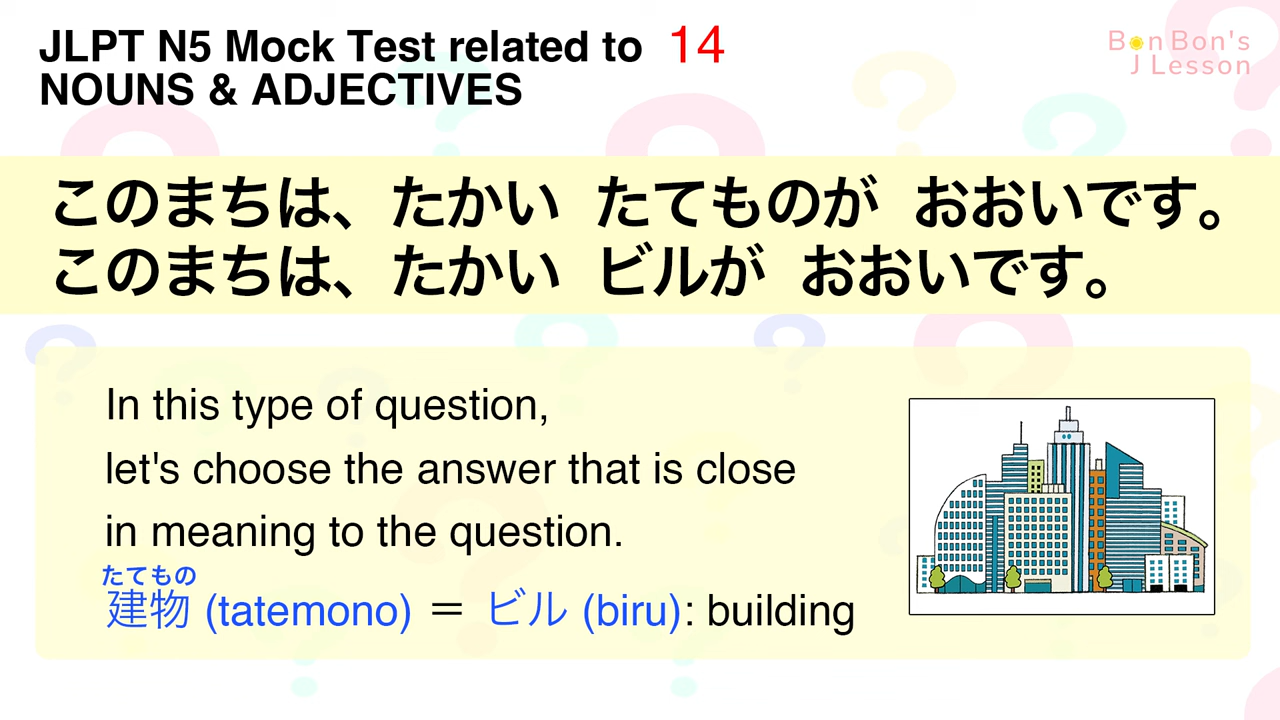 JLPT N5 Mock Test related to 14
NOUNS & ADJECTIVES
BonBon's
J Lesson
このまちは、たかい たてものが おおいです。
このまちは、たかい ビルが おおいです。
In this type of question,
let's choose the answer that is close
in meaning to the question.
たてもの
建物 (tatemono) = ビル (biru): building